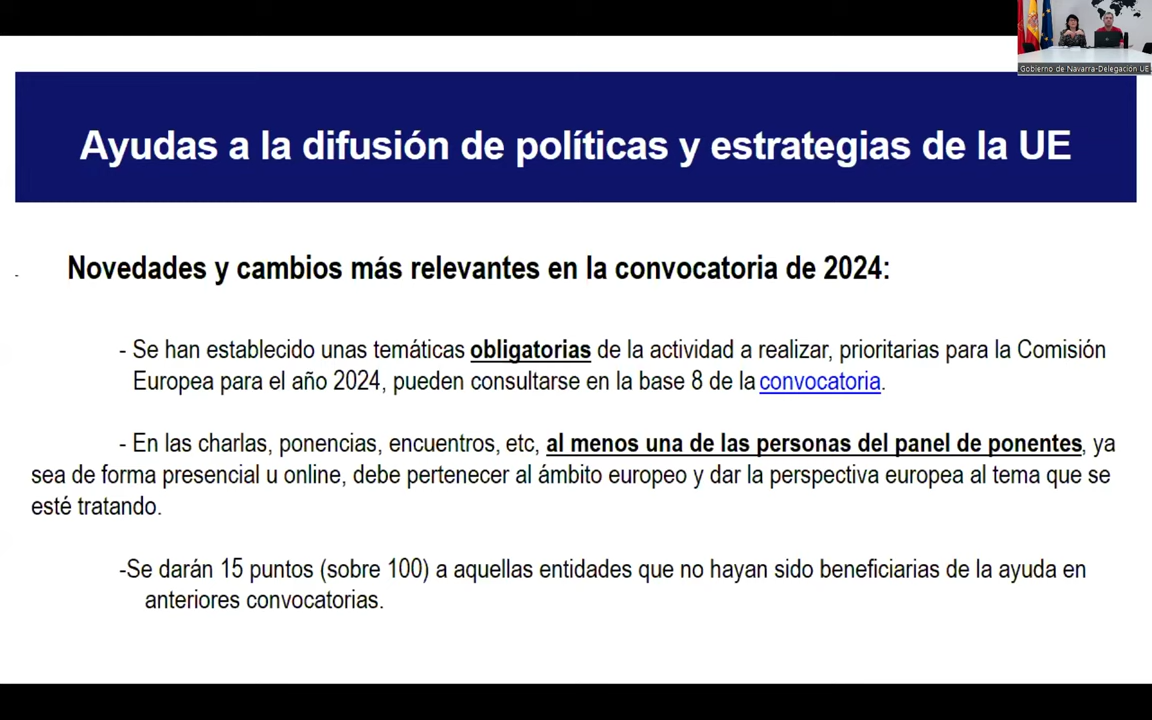 Gobierno de Navarra-Delegación UE
Ayudas a la difusión de políticas y estrategias de la UE
- Novedades y cambios más relevantes en la convocatoria de 2024:
- Se han establecido unas temáticas obligatorias de la actividad a realizar, prioritarias para la Comisión
Europea para el año 2024, pueden consultarse en la base 8 de la convocatoria.
- En las charlas, ponencias, encuentros, etc, al menos una de las personas del panel de ponentes, ya
sea de forma presencial u online, debe pertenecer al ámbito europeo y dar la perspectiva europea al tema que se
esté tratando.
-Se darán 15 puntos (sobre 100) a aquellas entidades que no hayan sido beneficiarias de la ayuda en
anteriores convocatorias.